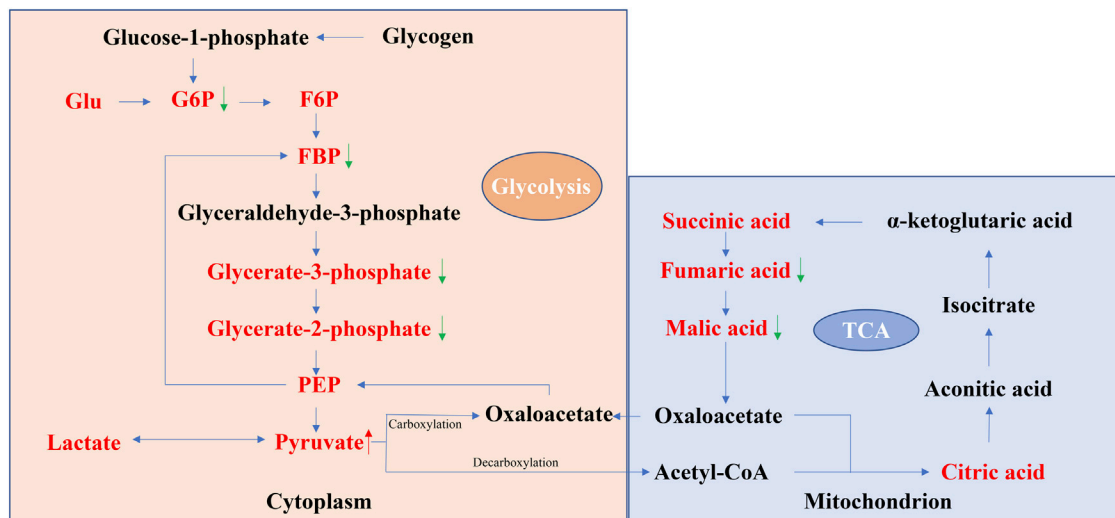 Glucose-1-phosphate
Glycogen
Glu
G6P
F6P
FBP
Glycolysis
Glyceraldehyde-3-phosphate
Glycerate-3-phosphate
Glycerate-2-phosphate
PEP
Oxaloacetate
Carboxylation
Lactate
Pyruvate
Decarboxylation
Cytoplasm
Succinic acid
α-ketoglutaric acid
Fumaric acid
Isocitrate
Malic acid
TCA
Aconitic acid
Oxaloacetate
Acetyl-CoA
Citric acid
Mitochondrion